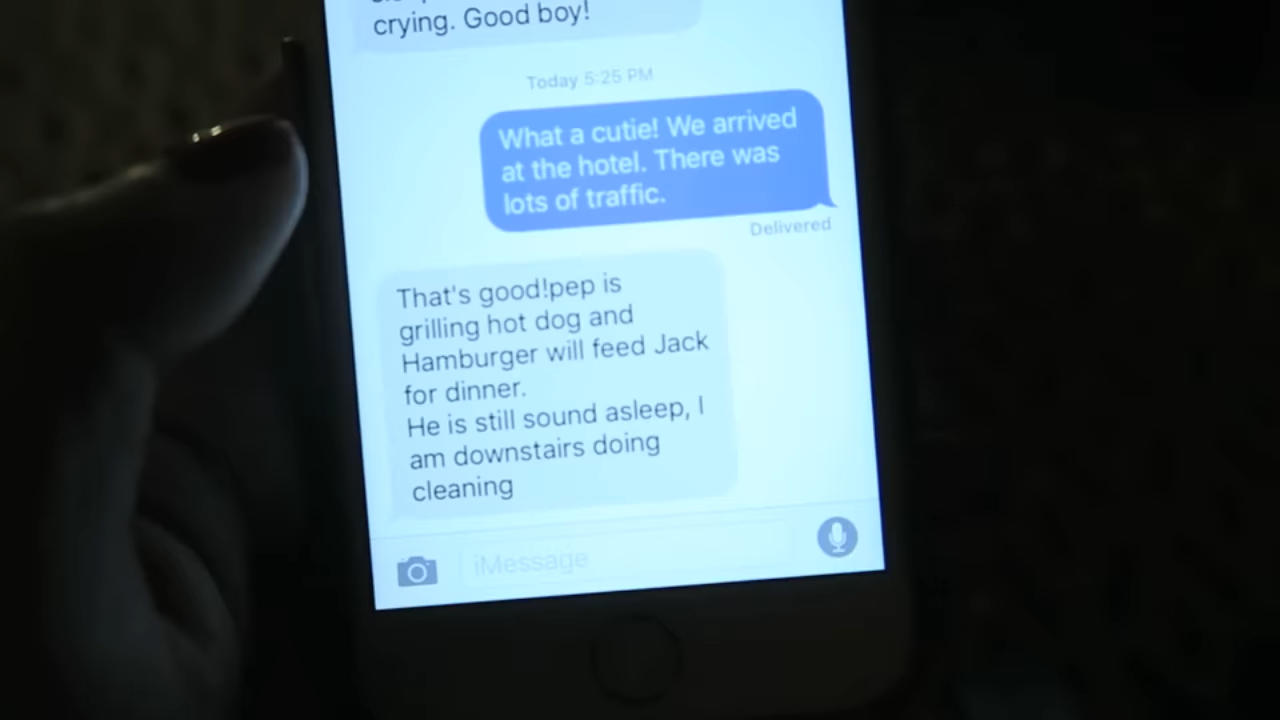 crying. Good boy!
Today 5:25 PM
What a cutie! We arrived
at the hotel. There was
lots of traffic.
Delivered
That's good!pep is
grilling hot dog and
Hamburger will feed Jack
for dinner.
He is still sound asleep, I
am downstairs doing
cleaning
iMessage